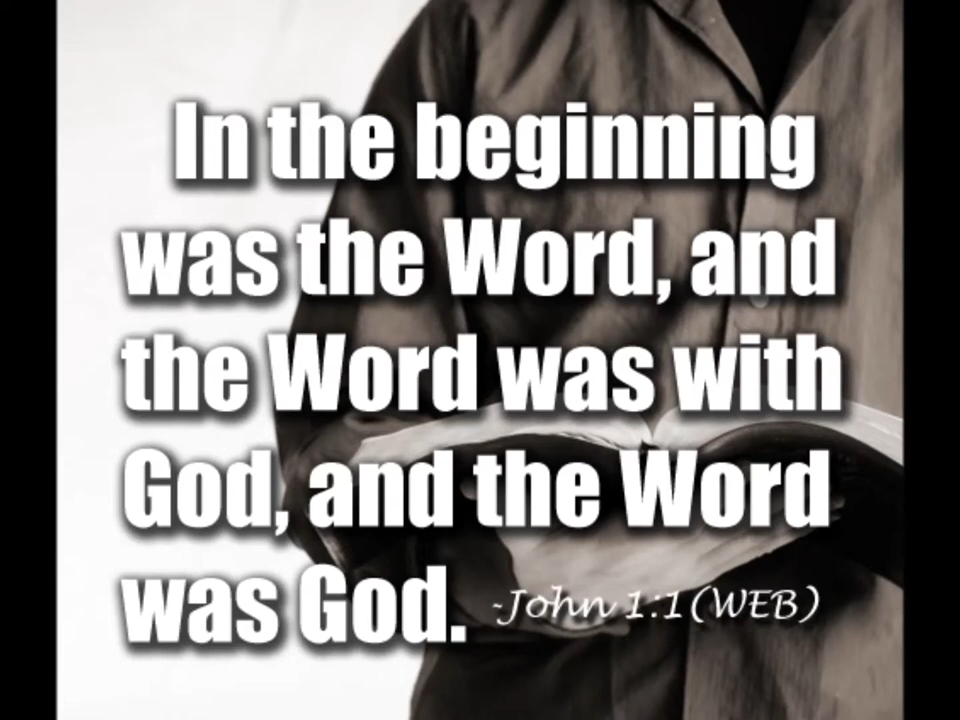 In the beginning
was the Word, and
the Word was with
God, and the Word
was God. -John 1:1(WEB)